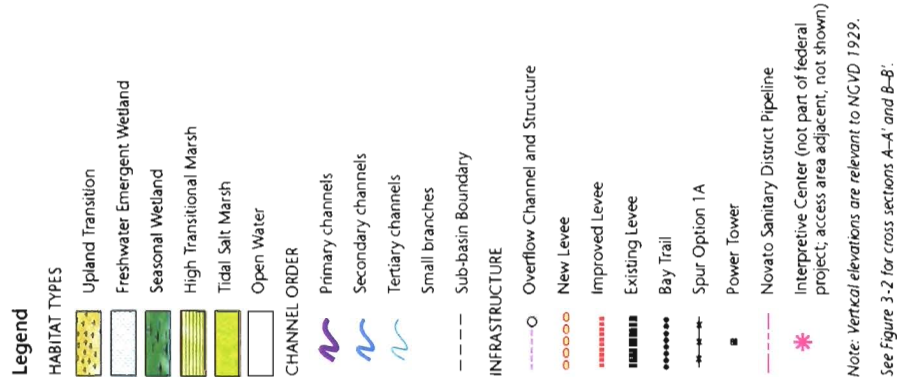 Legend
HABITAT TYPES
Upland Transition
Freshwater Emergent Wetland
Seasonal Wetland
High Transitional Marsh
Tidal Salt Marsh
Open Water
CHANNEL ORDER
Primary channels
Secondary channels
Tertiary channels
Small branches
Sub-basin Boundary
INFRASTRUCTURE
Overflow Channel and Structure
New Levee
Improved Levee
Existing Levee
Bay Trail
Spur Option 1A
Power Tower
Novato Sanitary District Pipeline
Interpretive Center (not part of federal
project; access area adjacent, not shown)
Note: Vertical elevations are relevant to NGVD 1929.
See Figure 3-2 for cross sections A–A' and B–B'.